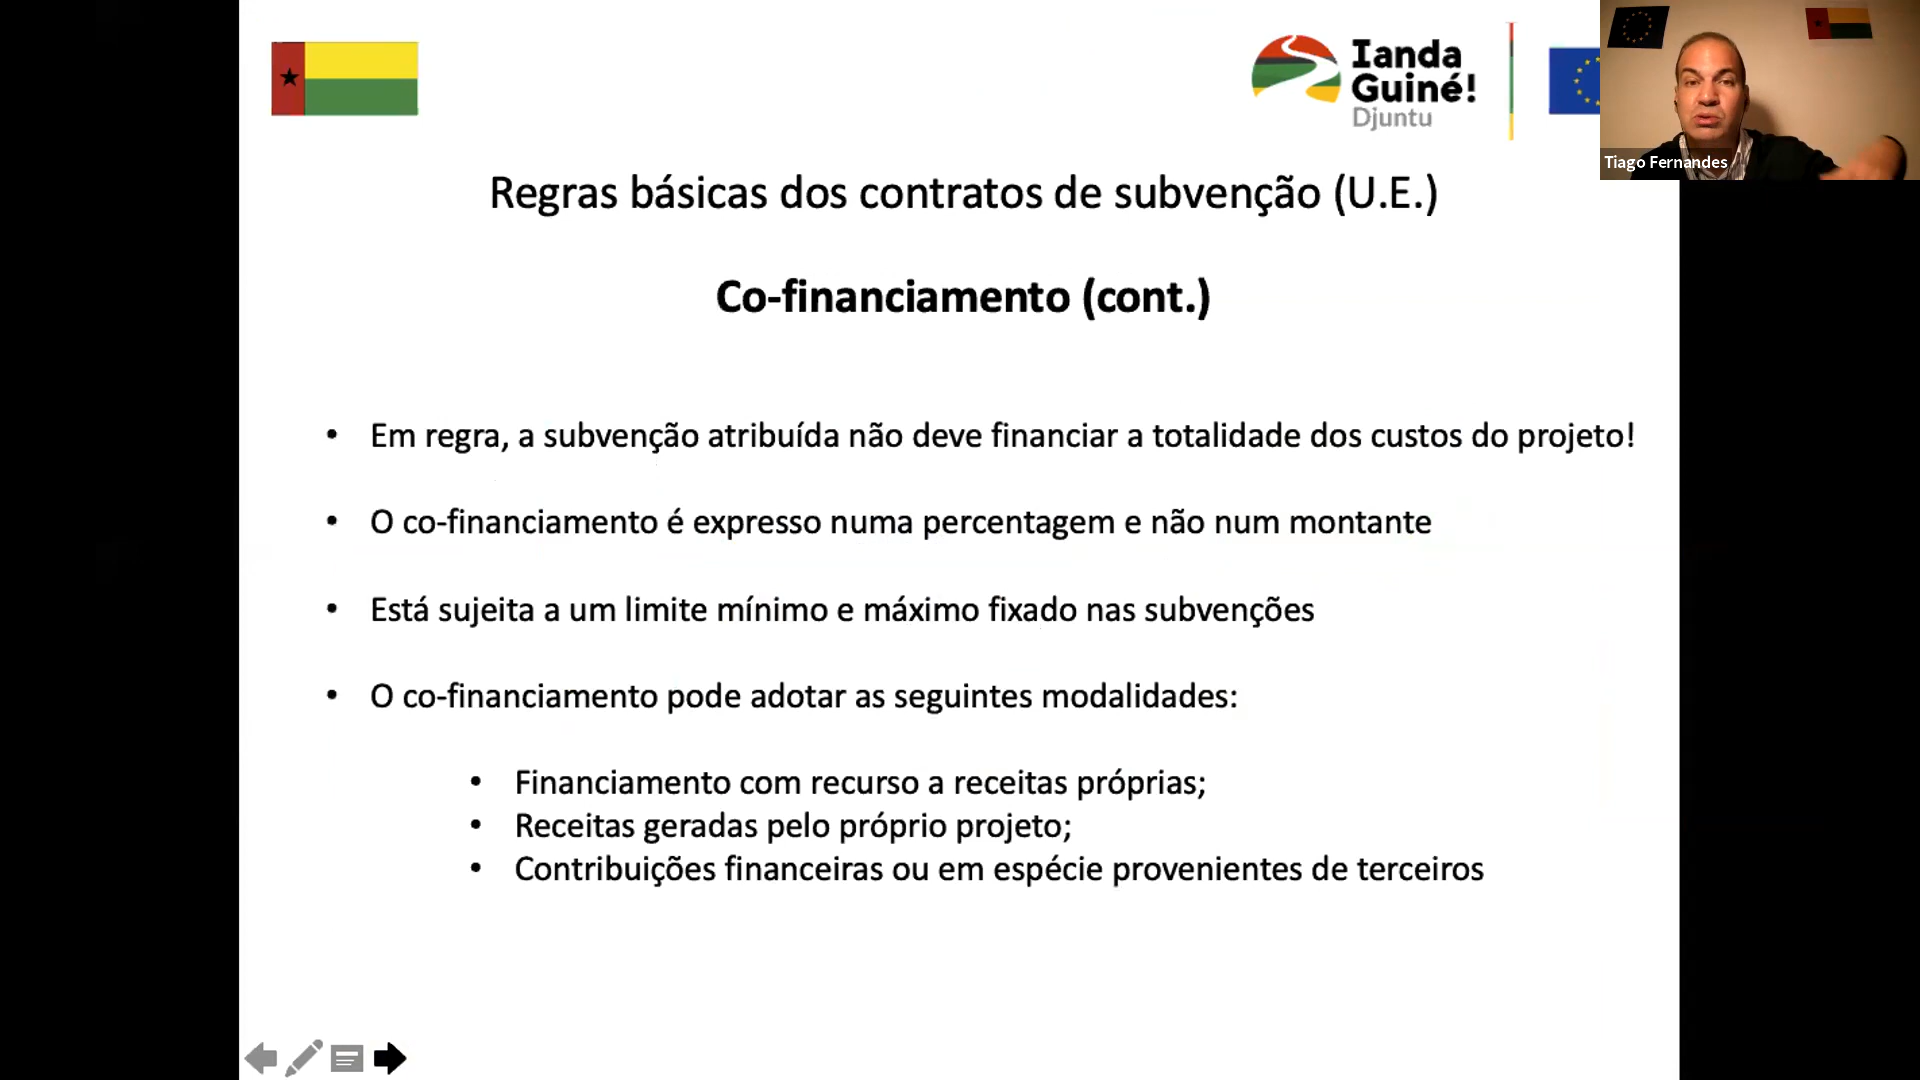 Ianda
Guiné!
Djuntu
Tiago Fernandes
Regras básicas dos contratos de subvenção (U.E.)
Co-financiamento (cont.)
• Em regra, a subvenção atribuída não deve financiar a totalidade dos custos do projeto!
• O co-financiamento é expresso numa percentagem e não num montante
• Está sujeita a um limite mínimo e máximo fixado nas subvenções
• O co-financiamento pode adotar as seguintes modalidades:
• Financiamento com recurso a receitas próprias;
• Receitas geradas pelo próprio projeto;
• Contribuições financeiras ou em espécie provenientes de terceiros